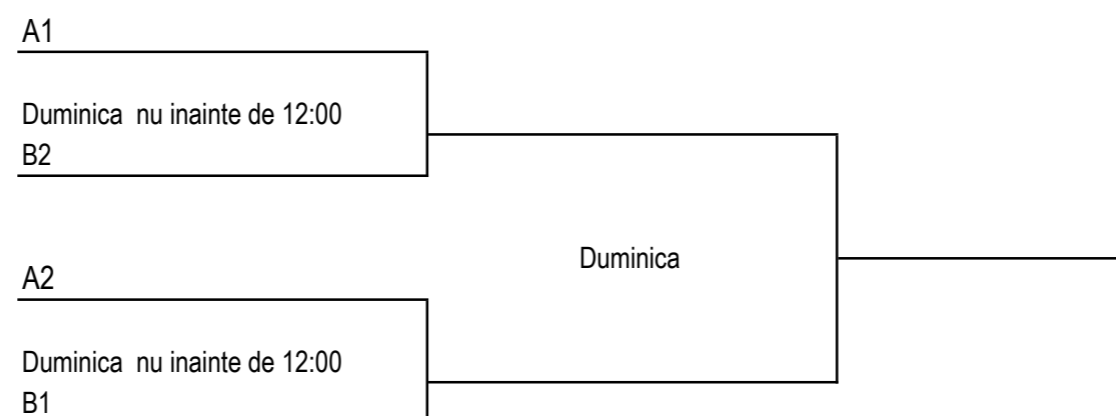 A1
Duminica  nu inainte de 12:00
B2
Duminica
A2
Duminica  nu inainte de 12:00
B1